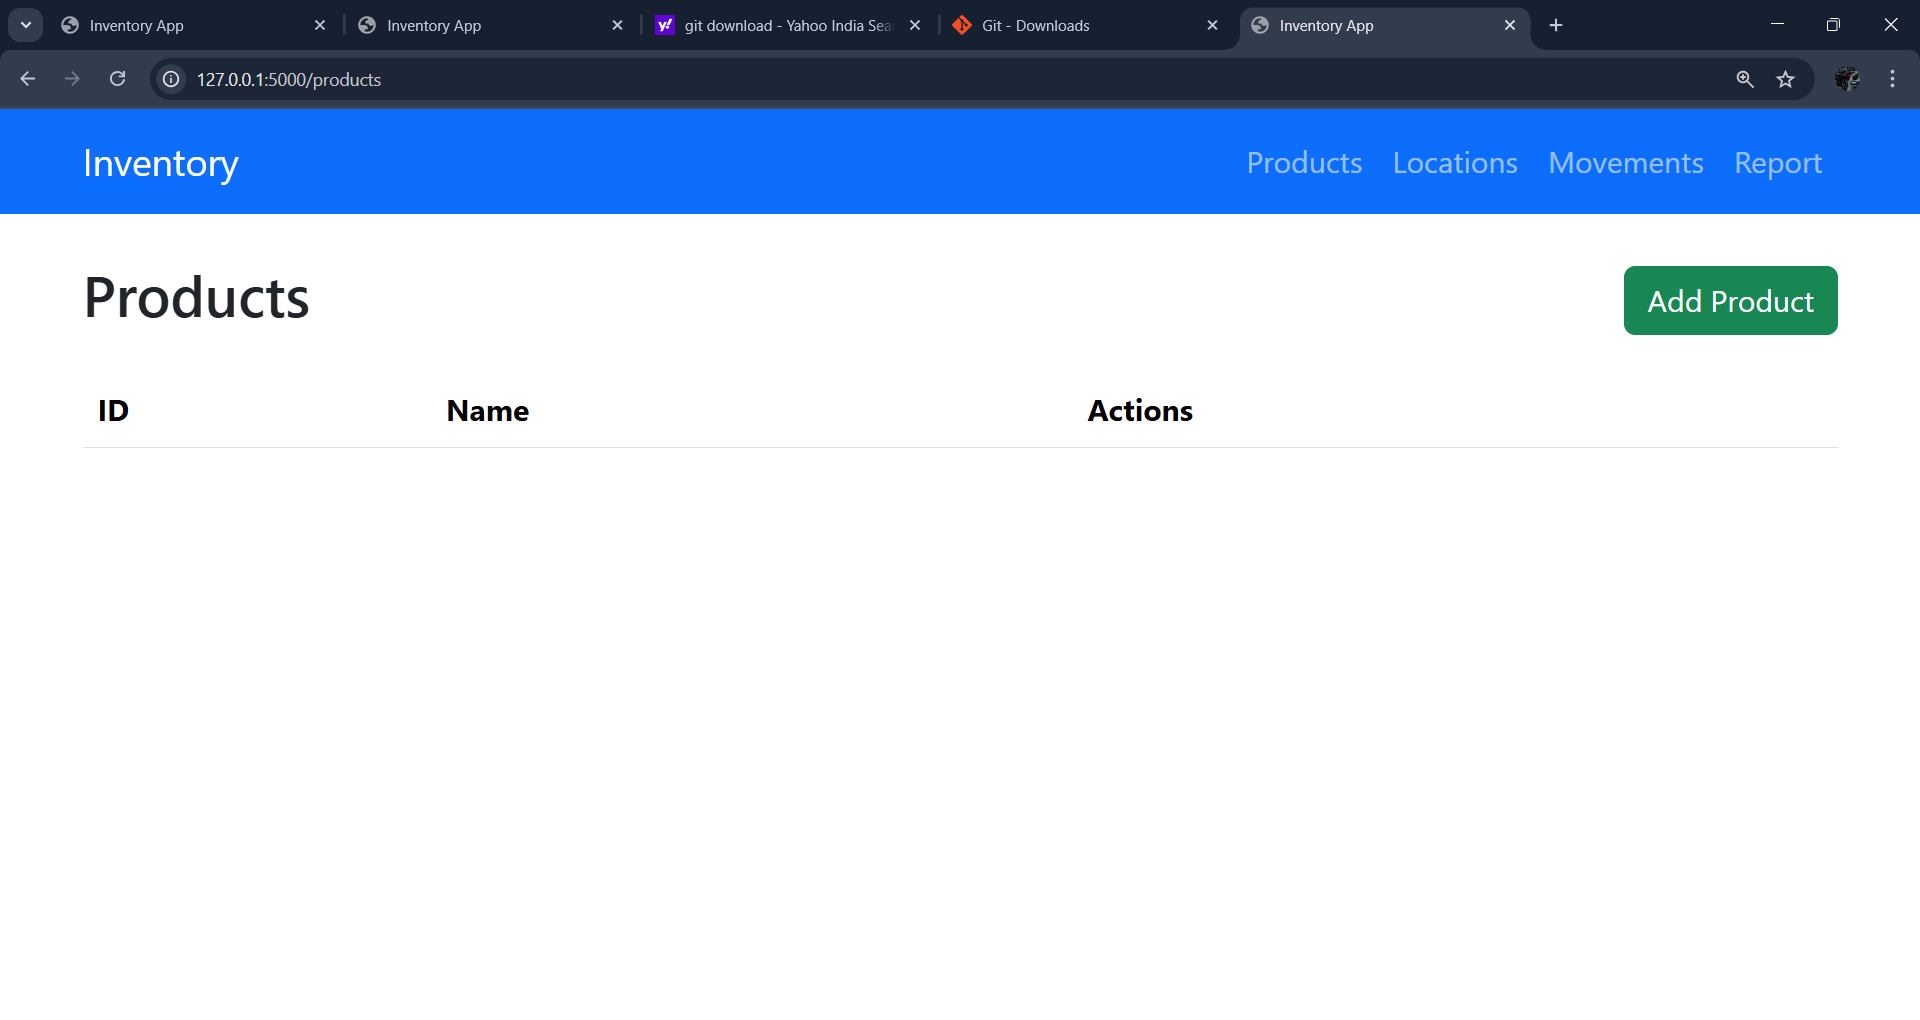 Inventory App
Inventory App
git download - Yahoo India Sea
Git - Downloads
Inventory App
127.0.0.1:5000/products
Inventory
Products Locations Movements Report
Products
Add Product
ID Name Actions